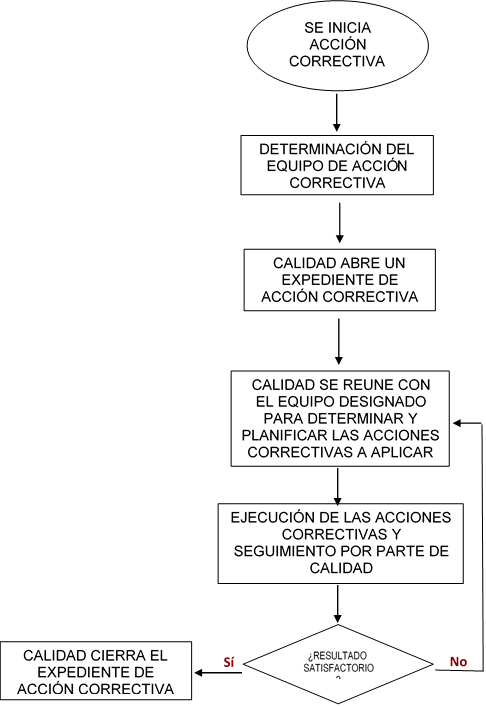 SE INICIA
ACCIÓN
CORRECTIVA
DETERMINACIÓN DEL
EQUIPO DE ACCIÓN
CORRECTIVA
CALIDAD ABRE UN
EXPEDIENTE DE
ACCIÓN CORRECTIVA
CALIDAD SE REUNE CON
EL EQUIPO DESIGNADO
PARA DETERMINAR Y
PLANIFICAR LAS ACCIONES
CORRECTIVAS A APLICAR
EJECUCIÓN DE LAS ACCIONES
CORRECTIVAS Y
SEGUIMIENTO POR PARTE DE
CALIDAD
¿RESULTADO
SATISFACTORIO
?
Sí
No
CALIDAD CIERRA EL
EXPEDIENTE DE
ACCIÓN CORRECTIVA